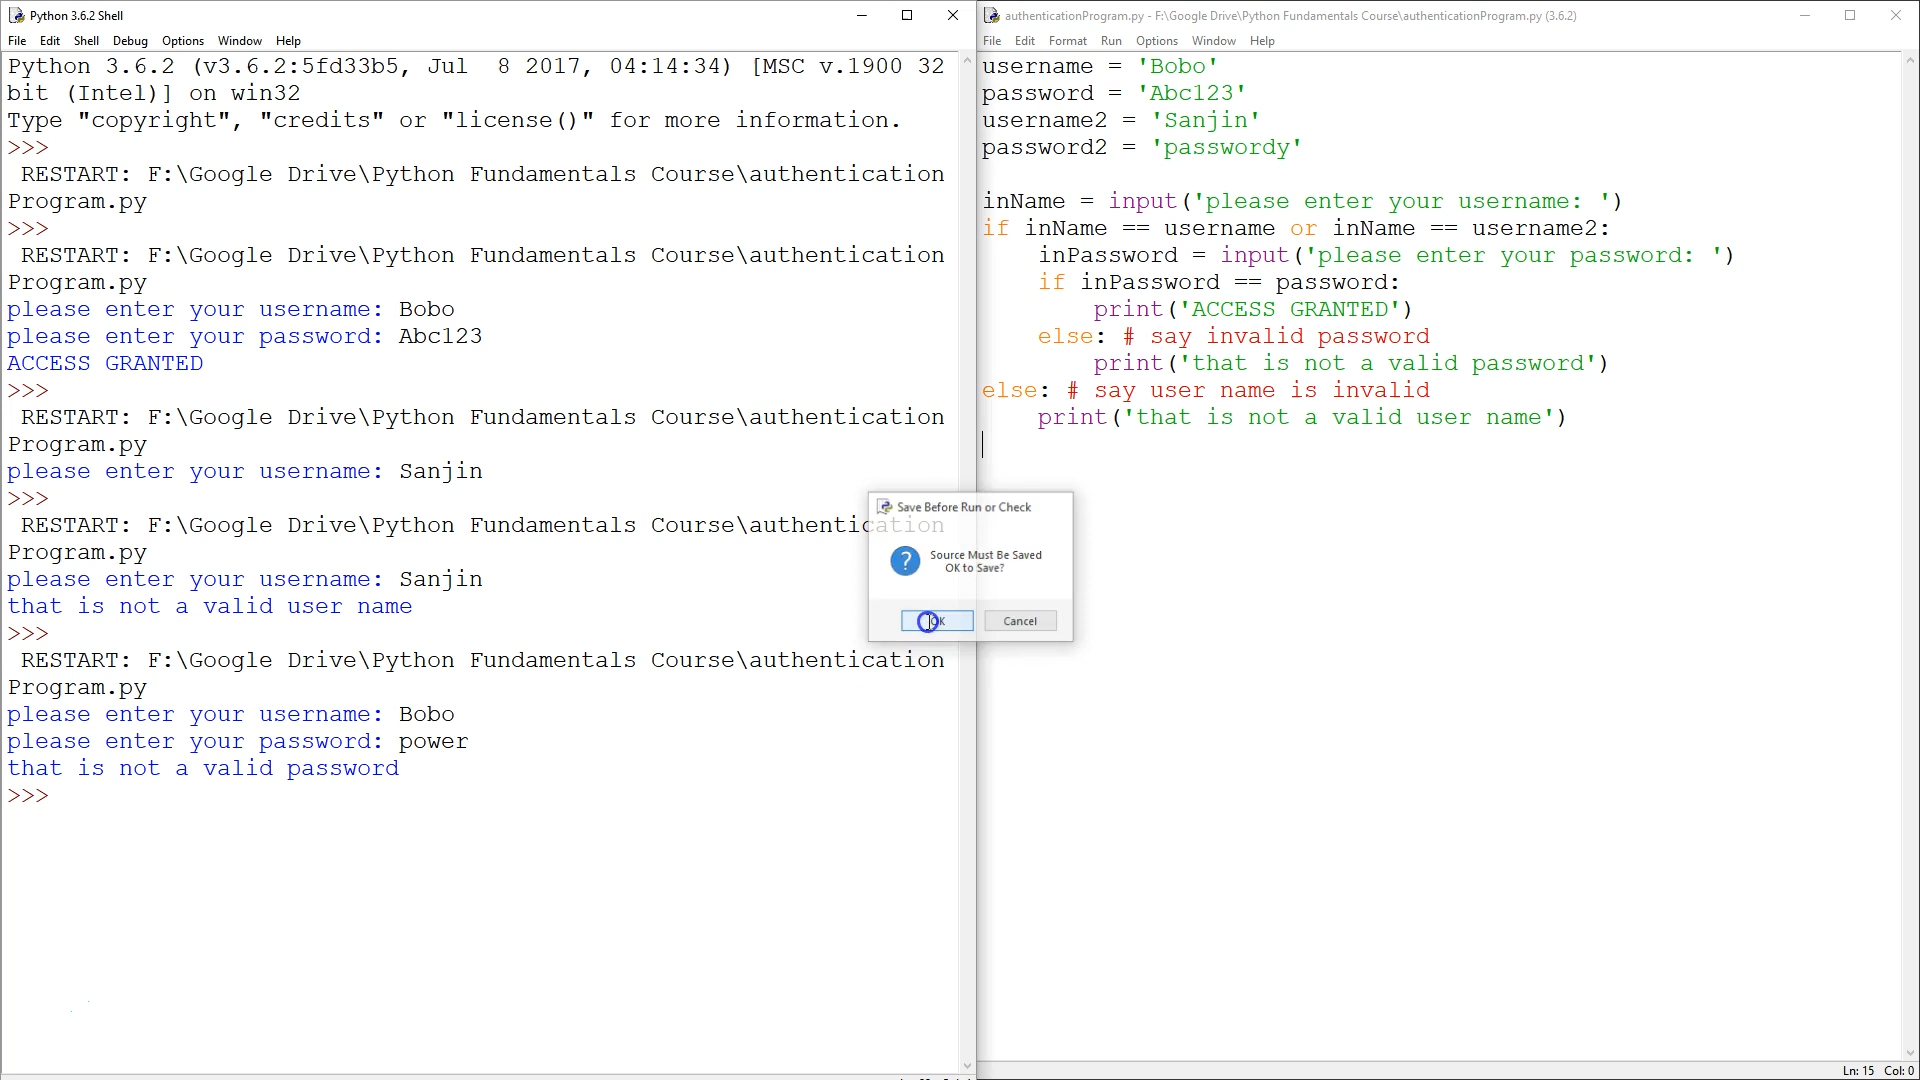 Python 3.6.2 Shell
File Edit Shell Debug Options Window Help
Python 3.6.2 (v3.6.2:5fd33b5, Jul  8 2017, 04:14:34) [MSC v.1900 32
bit (Intel)] on win32
Type "copyright", "credits" or "license()" for more information.
>>>
 RESTART: F:\Google Drive\Python Fundamentals Course\authentication
Program.py
>>>
 RESTART: F:\Google Drive\Python Fundamentals Course\authentication
Program.py
please enter your username: Bobo
please enter your password: Abc123
ACCESS GRANTED
>>>
 RESTART: F:\Google Drive\Python Fundamentals Course\authentication
Program.py
please enter your username: Sanjin
>>>
 RESTART: F:\Google Drive\Python Fundamentals Course\authentication
Program.py
please enter your username: Sanjin
that is not a valid user name
>>>
 RESTART: F:\Google Drive\Python Fundamentals Course\authentication
Program.py
please enter your username: Bobo
please enter your password: power
that is not a valid password
>>>
authenticationProgram.py - F:\Google Drive\Python Fundamentals Course\authenticationProgram.py (3.6.2)
File Edit Format Run Options Window Help
username = 'Bobo'
password = 'Abc123'
username2 = 'Sanjin'
password2 = 'passwordy'
inName = input('please enter your username: ')
if inName == username or inName == username2:
    inPassword = input('please enter your password: ')
    if inPassword == password:
        print('ACCESS GRANTED')
    else: # say invalid password
        print('that is not a valid password')
else: # say user name is invalid
    print('that is not a valid user name')
Save Before Run or Check
Source Must Be Saved
OK to Save?
OK Cancel
Ln: 15 Col: 0